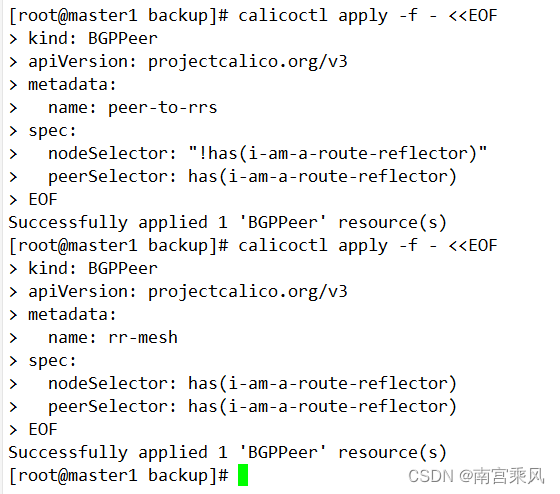 [root@master1 backup]# calicoctl apply -f - <<EOF
> kind: BGPPeer
> apiVersion: projectcalico.org/v3
> metadata:
>   name: peer-to-rrs
> spec:
>   nodeSelector: "!has(i-am-a-route-reflector)"
>   peerSelector: has(i-am-a-route-reflector)
> EOF
Successfully applied 1 'BGPPeer' resource(s)
[root@master1 backup]# calicoctl apply -f - <<EOF
> kind: BGPPeer
> apiVersion: projectcalico.org/v3
> metadata:
>   name: rr-mesh
> spec:
>   nodeSelector: has(i-am-a-route-reflector)
>   peerSelector: has(i-am-a-route-reflector)
> EOF
Successfully applied 1 'BGPPeer' resource(s)
[root@master1 backup]#
CSDN @南宫乘风